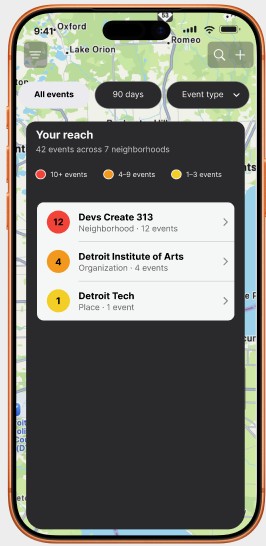 53
Oxford
9:41
Romeo
Lake Orion
All events
90 days
Event type
Your reach
42 events across 7 neighborhoods
10+ events
4–9 events
1–3 events
12
Devs Create 313
Neighborhood · 12 events
4
Detroit Institute of Arts
Organization · 4 events
1
Detroit Tech
Place · 1 event